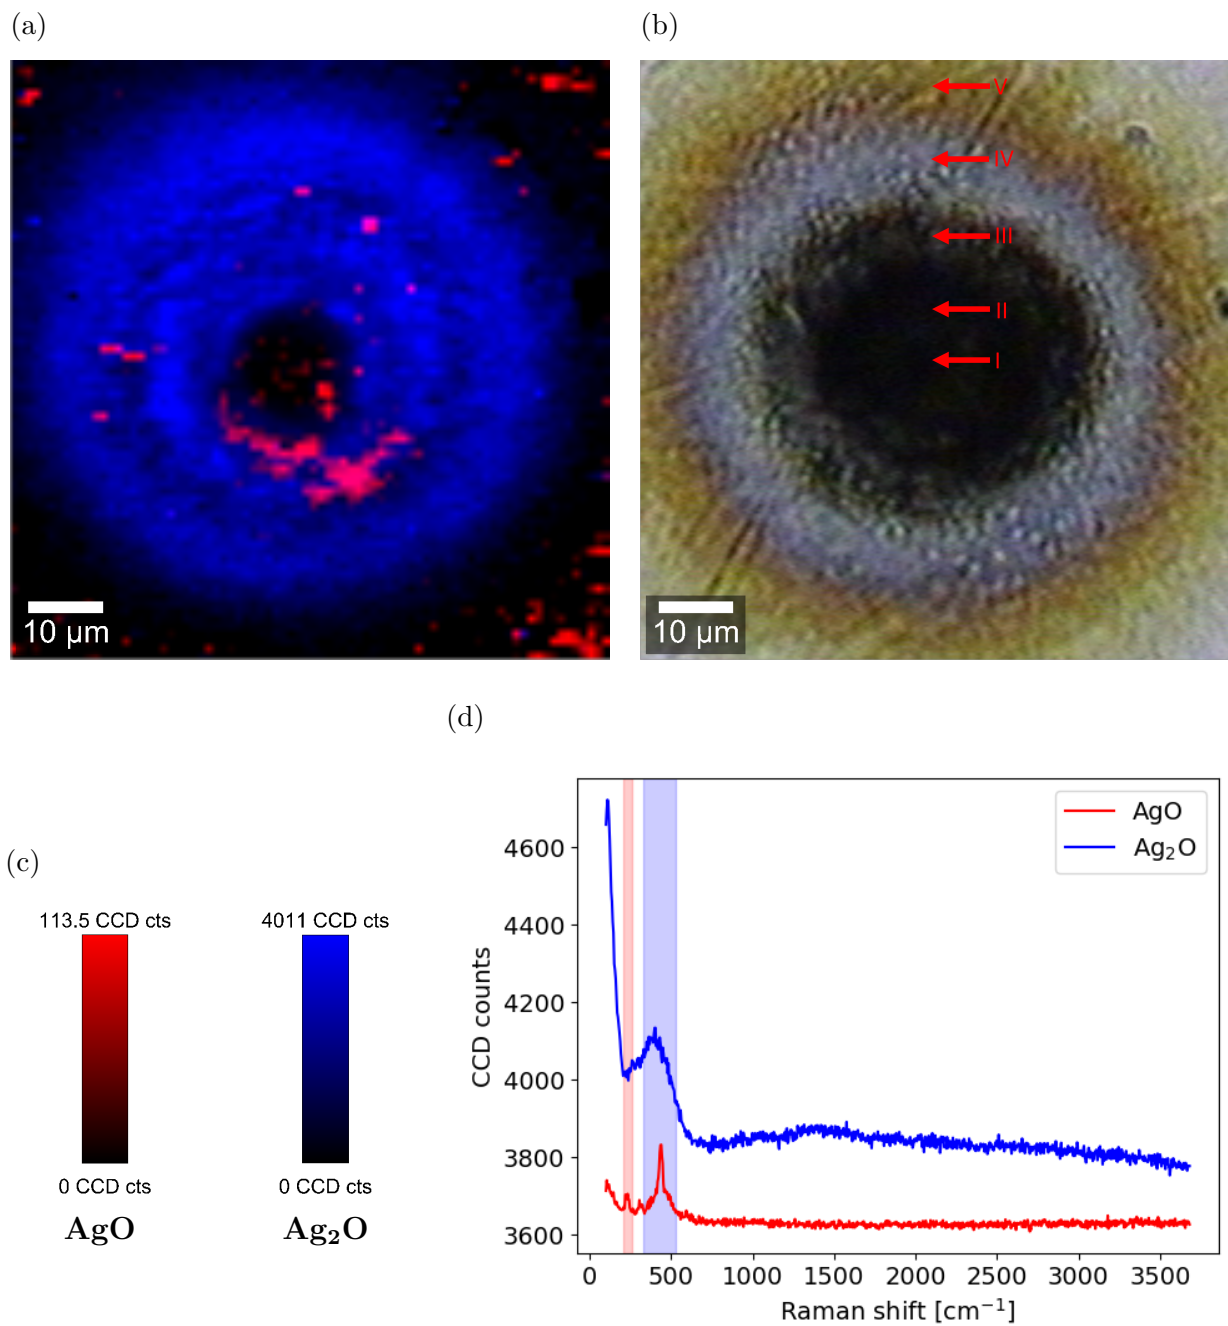 (a)
(b)
10 μm
V
IV
III
II
I
10 μm
(c)
113.5 CCD cts
0 CCD cts
AgO
4011 CCD cts
0 CCD cts
Ag₂O
(d)
AgO
Ag₂O
CCD counts
4600
4400
4200
4000
3800
3600
0 500 1000 1500 2000 2500 3000 3500
Raman shift [cm⁻¹]